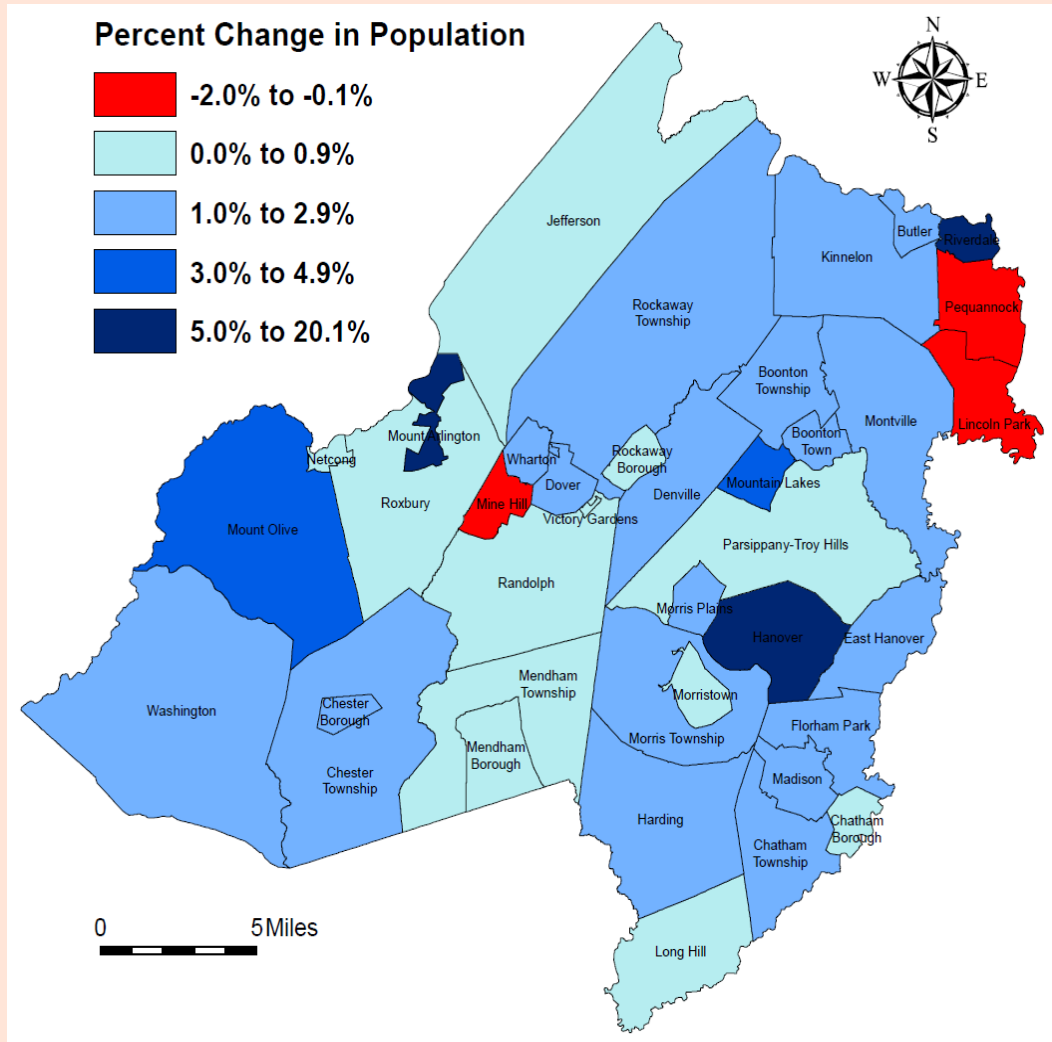 Percent Change in Population
-2.0% to -0.1%
0.0% to 0.9%
1.0% to 2.9%
3.0% to 4.9%
5.0% to 20.1%
N
W
E
S
Jefferson
Butler
Riverdale
Kinnelon
Rockaway
Township
Pequannock
Boonton
Township
Montville
Lincoln Park
Mount Arlington
Netcong
Wharton
Rockaway
Borough
Boonton
Town
Dover
Mountain Lakes
Roxbury
Mine Hill
Denville
Victory Gardens
Mount Olive
Parsippany-Troy Hills
Randolph
Morris Plains
Hanover
East Hanover
Mendham
Township
Morristown
Washington
Chester
Borough
Florham Park
Morris Township
Mendham
Borough
Chester
Township
Madison
Harding
Chatham
Borough
Chatham
Township
0
5Miles
Long Hill